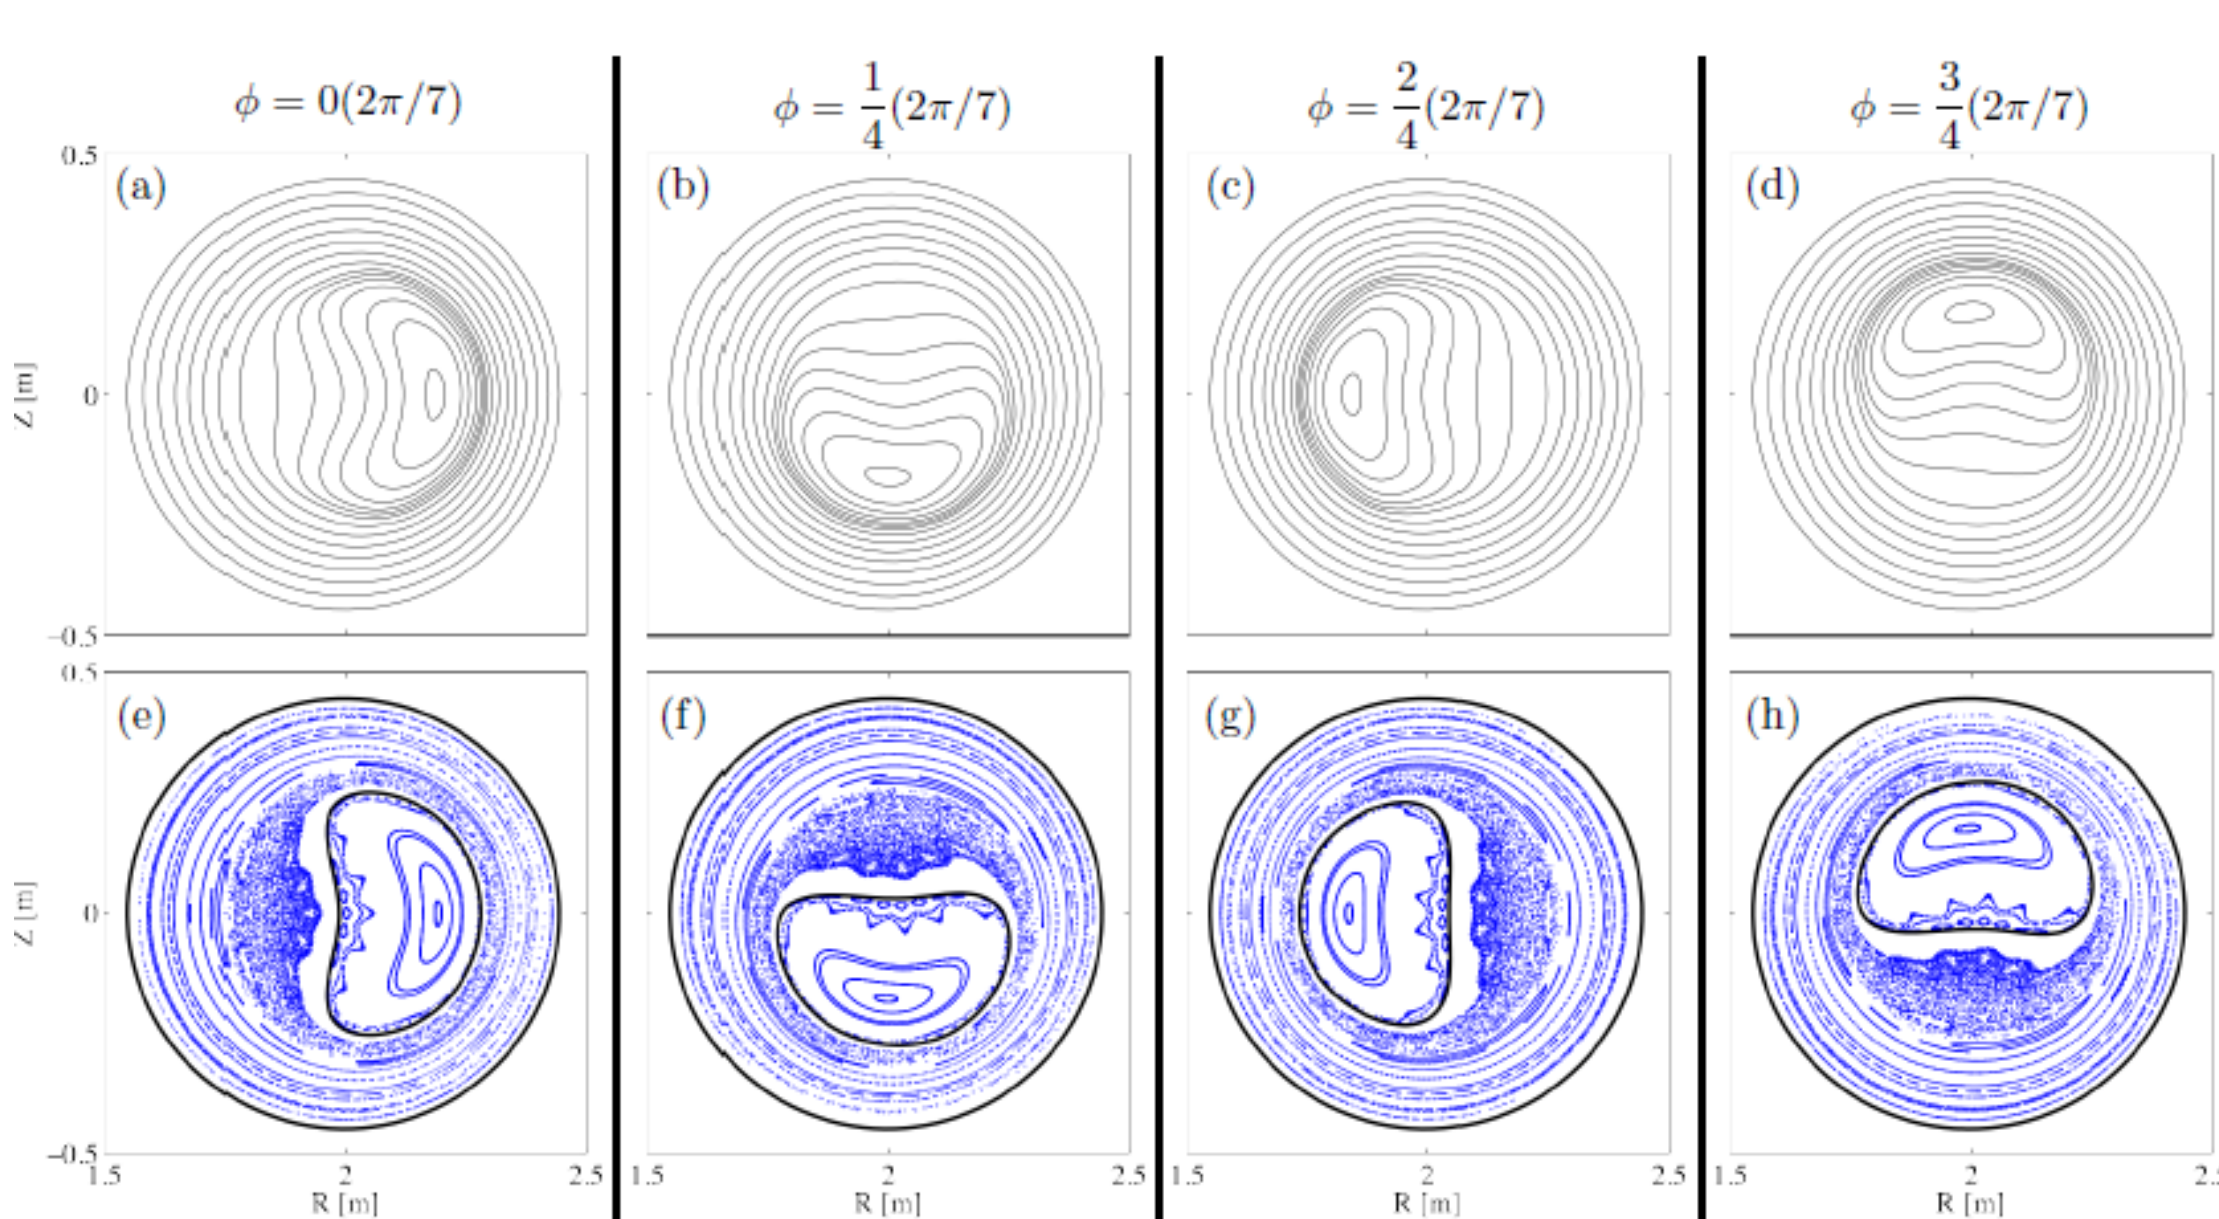 ϕ = 0(2π/7)
ϕ = 1/4 (2π/7)
ϕ = 2/4 (2π/7)
ϕ = 3/4 (2π/7)
0.5
(a)
(b)
(c)
(d)
Z [m]
0
−0.5
0.5
(e)
(f)
(g)
(h)
Z [m]
0
−0.5
1.5 2 2.5 1.5 2 2.5 1.5 2 2.5 1.5 2
R [m] R [m] R [m] R [m]